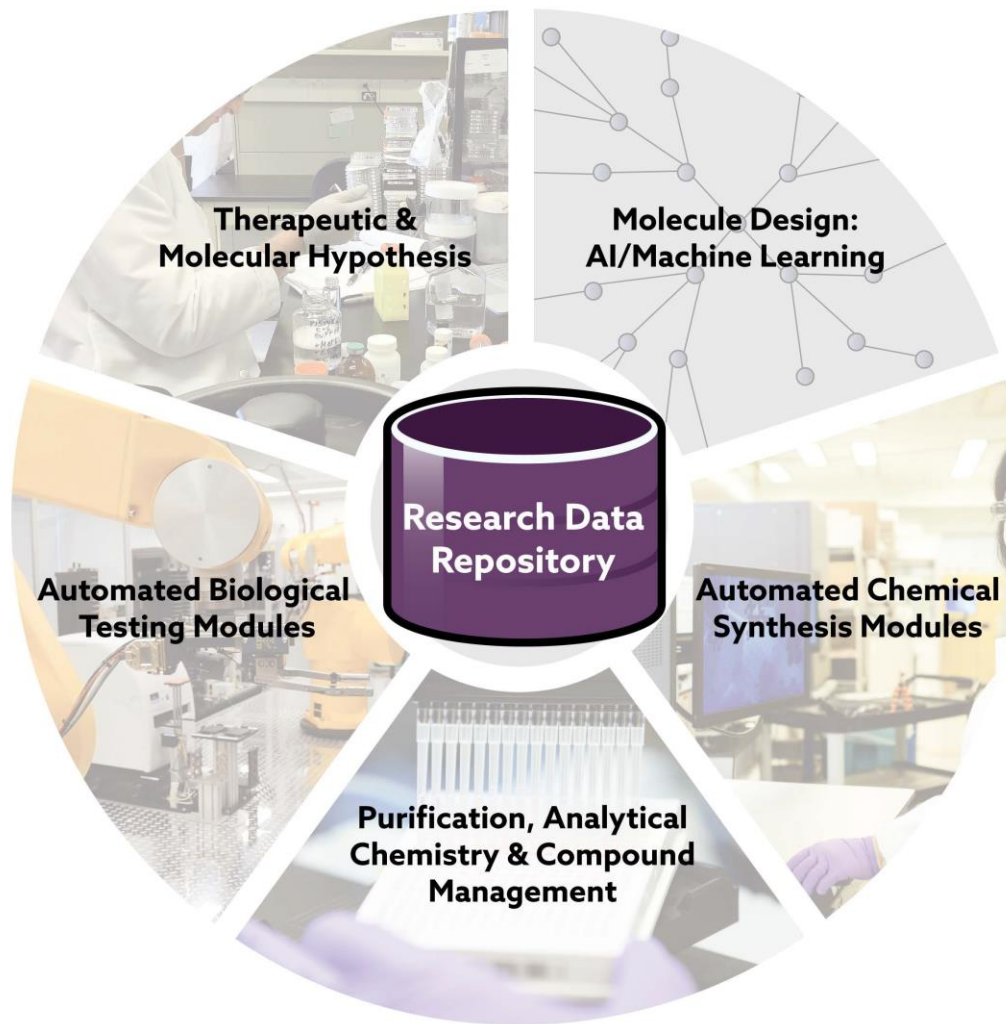 Therapeutic &
Molecular Hypothesis
Molecule Design:
AI/Machine Learning
Research Data
Repository
Automated Biological
Testing Modules
Automated Chemical
Synthesis Modules
Purification, Analytical
Chemistry & Compound
Management